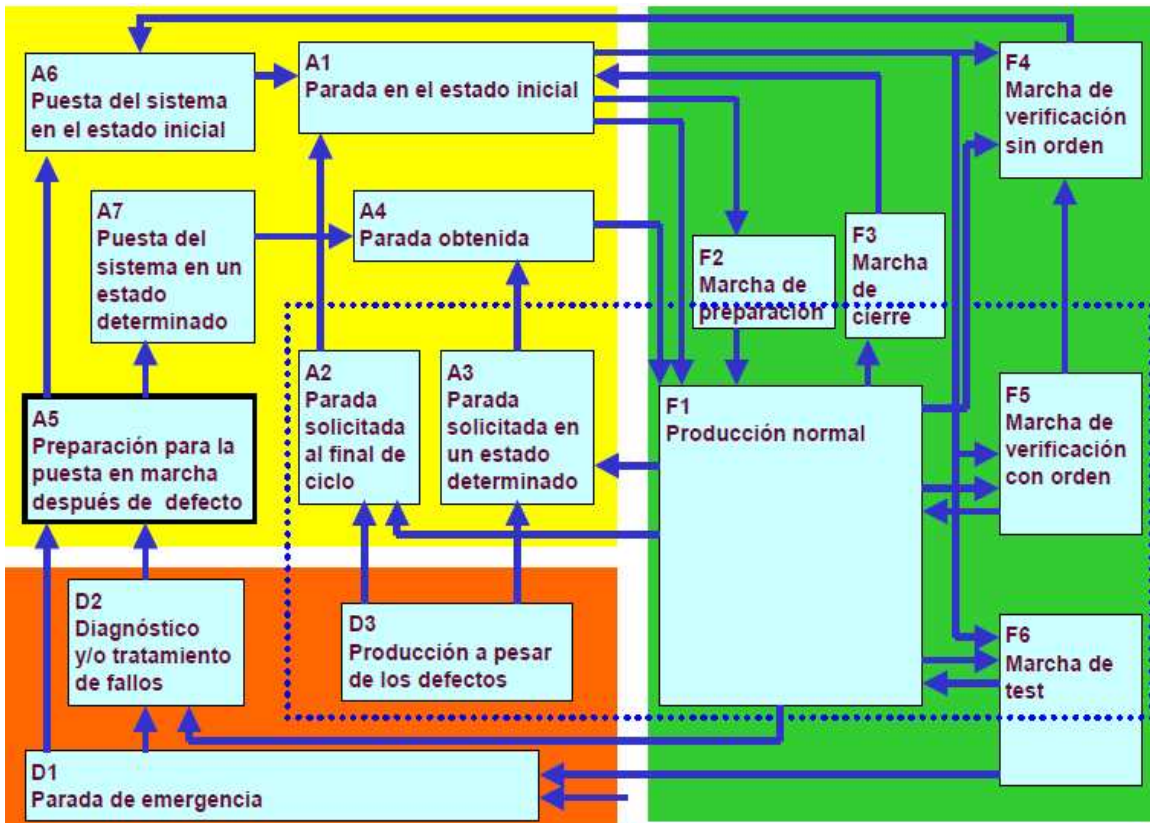 A6
Puesta del sistema
en el estado inicial
A1
Parada en el estado inicial
F4
Marcha de
verificación
sin orden
A7
Puesta del
sistema en un
estado
determinado
A4
Parada obtenida
F2
Marcha de
preparación
F3
Marcha
de
cierre
A5
Preparación para la
puesta en marcha
después de defecto
A2
Parada
solicitada
al final de
ciclo
A3
Parada
solicitada en
un estado
determinado
F1
Producción normal
F5
Marcha de
verificación
con orden
D2
Diagnóstico
y/o tratamiento
de fallos
D3
Producción a pesar
de los defectos
F6
Marcha de
test
D1
Parada de emergencia